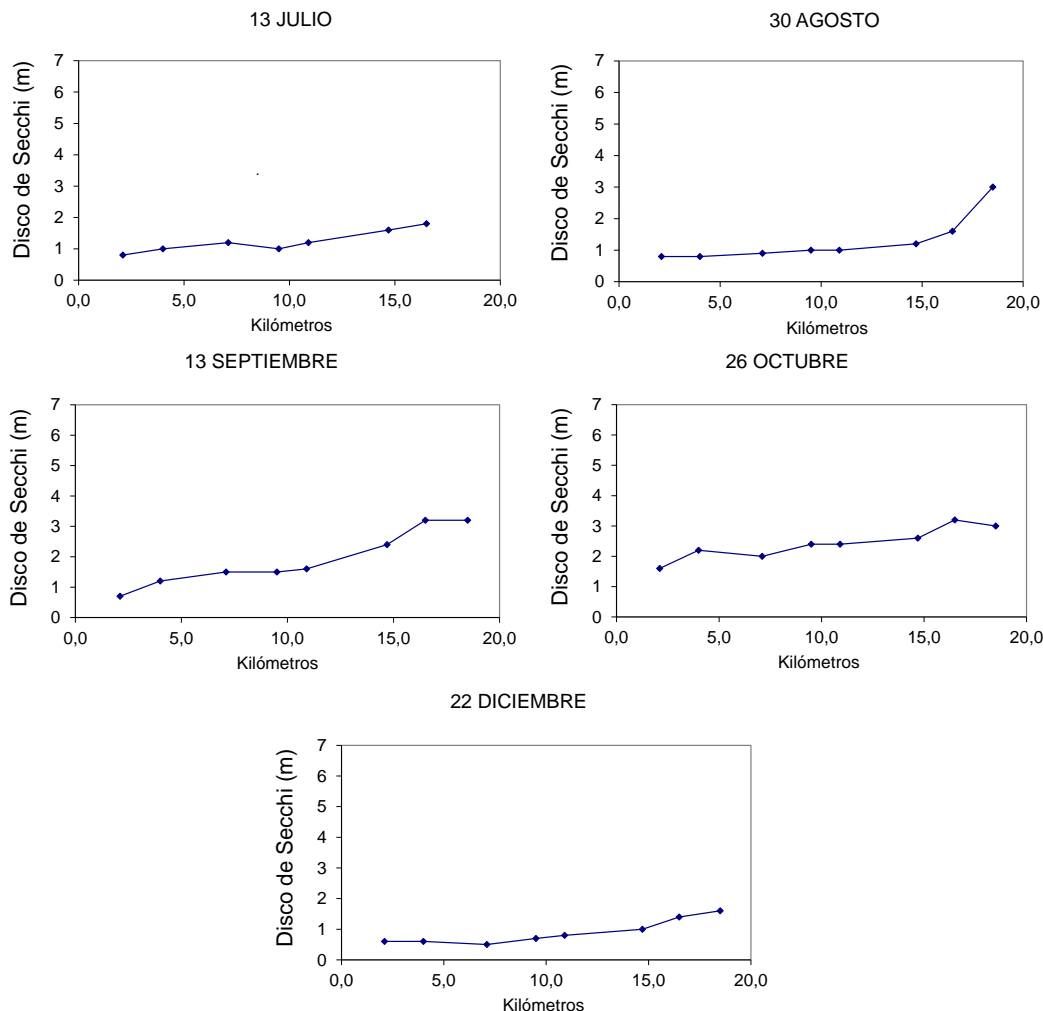 13 JULIO
Disco de Secchi (m)
7
6
5
4
3
2
1
0
0,0 5,0 10,0 15,0 20,0
Kilómetros
30 AGOSTO
Disco de Secchi (m)
7
6
5
4
3
2
1
0
0,0 5,0 10,0 15,0 20,0
Kilómetros
13 SEPTIEMBRE
Disco de Secchi (m)
7
6
5
4
3
2
1
0
0,0 5,0 10,0 15,0 20,0
Kilómetros
26 OCTUBRE
Disco de Secchi (m)
7
6
5
4
3
2
1
0
0,0 5,0 10,0 15,0 20,0
Kilómetros
22 DICIEMBRE
Disco de Secchi (m)
7
6
5
4
3
2
1
0
0,0 5,0 10,0 15,0 20,0
Kilómetros